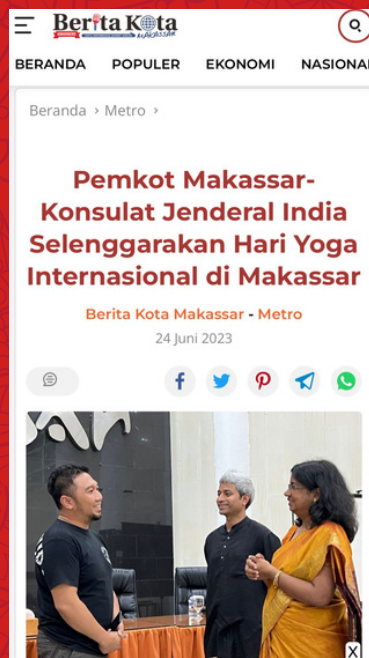 Berita Kota
MAKASSAR
BERANDA POPULER EKONOMI NASIONAL
Beranda > Metro >
Pemkot Makassar-
Konsulat Jenderal India
Selenggarakan Hari Yoga
Internasional di Makassar
Berita Kota Makassar - Metro
24 Juni 2023
X